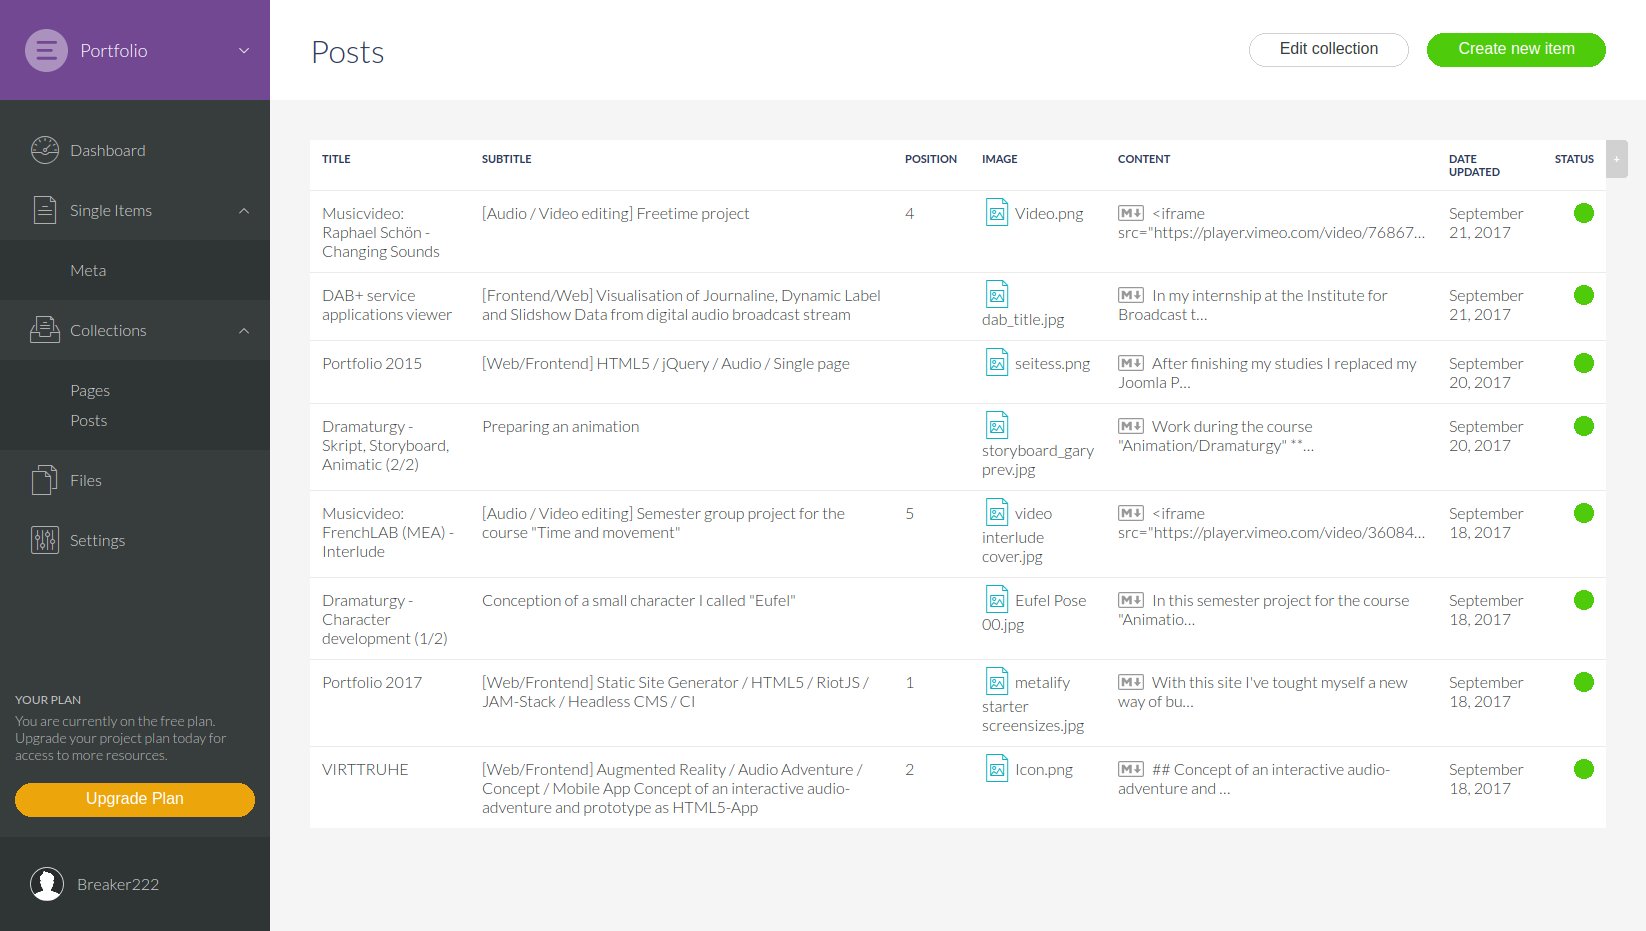 Portfolio
Posts
Edit collection
Create new item
Dashboard
Single Items
Meta
Collections
Pages
Posts
Files
Settings
YOUR PLAN
You are currently on the free plan.
Upgrade your project plan today for
access to more resources.
Upgrade Plan
Breaker222
TITLE SUBTITLE POSITION IMAGE CONTENT DATE UPDATED STATUS
+
Musicvideo:
Raphael Schön -
Changing Sounds
[Audio / Video editing] Freetime project
4
Video.png
M↓ <iframe
src="https://player.vimeo.com/video/76867...
September
21, 2017
DAB+ service
applications viewer
[Frontend/Web] Visualisation of Journaline, Dynamic Label
and Slidshow Data from digital audio broadcast stream
dab_title.jpg
M↓ In my internship at the Institute for
Broadcast t...
September
21, 2017
Portfolio 2015
[Web/Frontend] HTML5 / jQuery / Audio / Single page
seitess.png
M↓ After finishing my studies I replaced my
Joomla P...
September
20, 2017
Dramaturgy -
Skript, Storyboard,
Animatic (2/2)
Preparing an animation
storyboard_gary
prev.jpg
M↓ Work during the course
"Animation/Dramaturgy" **...
September
20, 2017
Musicvideo:
FrenchLAB (MEA) -
Interlude
[Audio / Video editing] Semester group project for the
course "Time and movement"
5
video
interlude
cover.jpg
M↓ <iframe
src="https://player.vimeo.com/video/36084...
September
18, 2017
Dramaturgy -
Character
development (1/2)
Conception of a small character I called "Eufel"
Eufel Pose
00.jpg
M↓ In this semester project for the course
"Animatio...
September
18, 2017
Portfolio 2017
[Web/Frontend] Static Site Generator / HTML5 / RiotJS /
JAM-Stack / Headless CMS / CI
1
metalify
starter
screensizes.jpg
M↓ With this site I've tought myself a new
way of bu...
September
18, 2017
VIRTTRUHE
[Web/Frontend] Augmented Reality / Audio Adventure /
Concept / Mobile App Concept of an interactive audio-
adventure and prototype as HTML5-App
2
Icon.png
M↓ ## Concept of an interactive audio-
adventure and ...
September
18, 2017